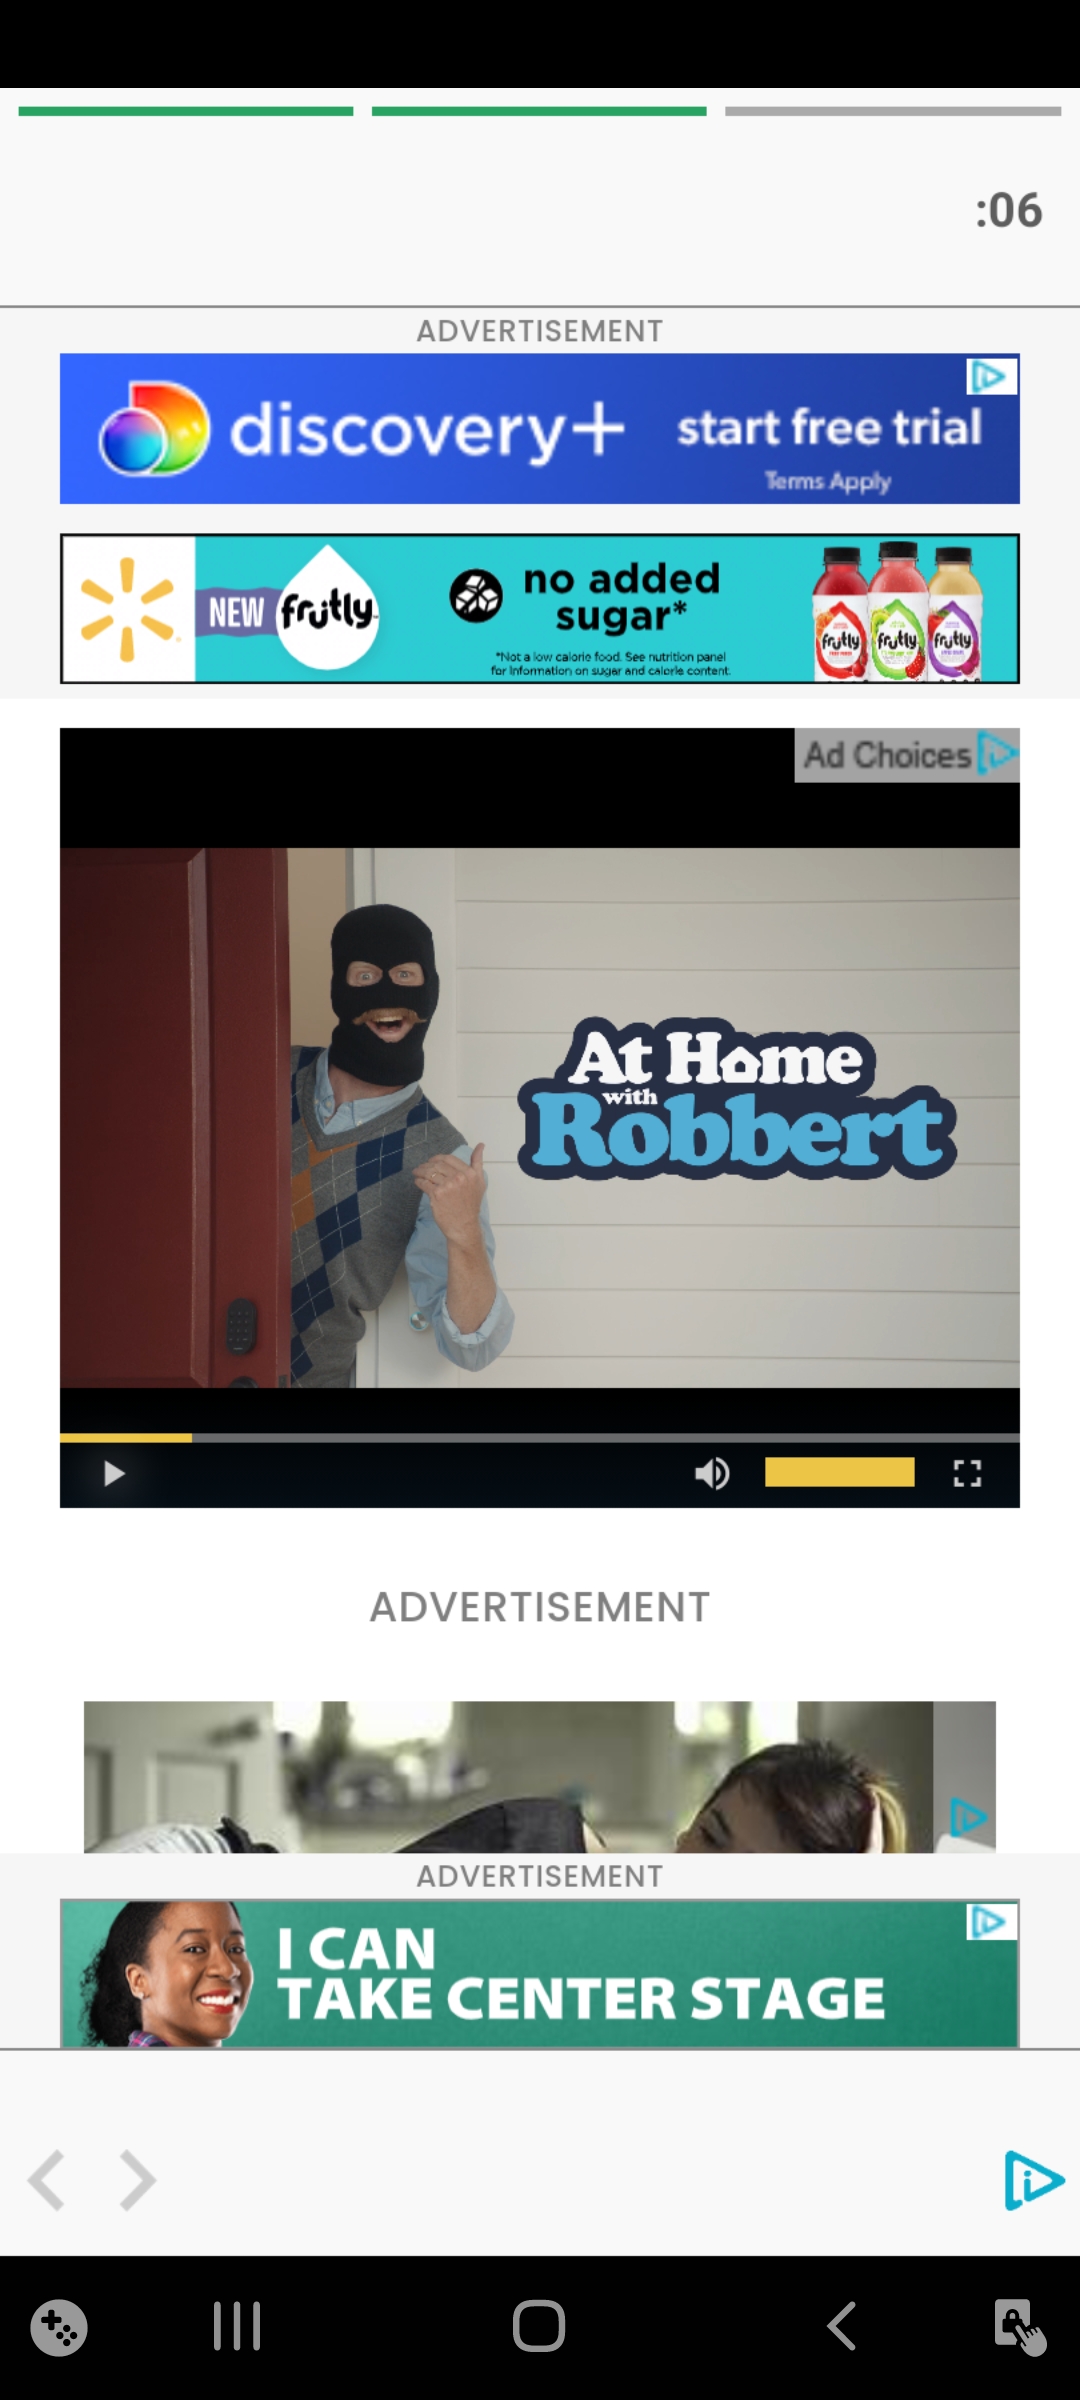 :06
ADVERTISEMENT
discovery+
start free trial
Terms Apply
NEW
frutly
no added
sugar*
*Not a low calorie food. See nutrition panel
for information on sugar and calorie content.
frutly
frutly
frutly
Ad Choices
At Home
with
Robbert
ADVERTISEMENT
ADVERTISEMENT
I CAN
TAKE CENTER STAGE